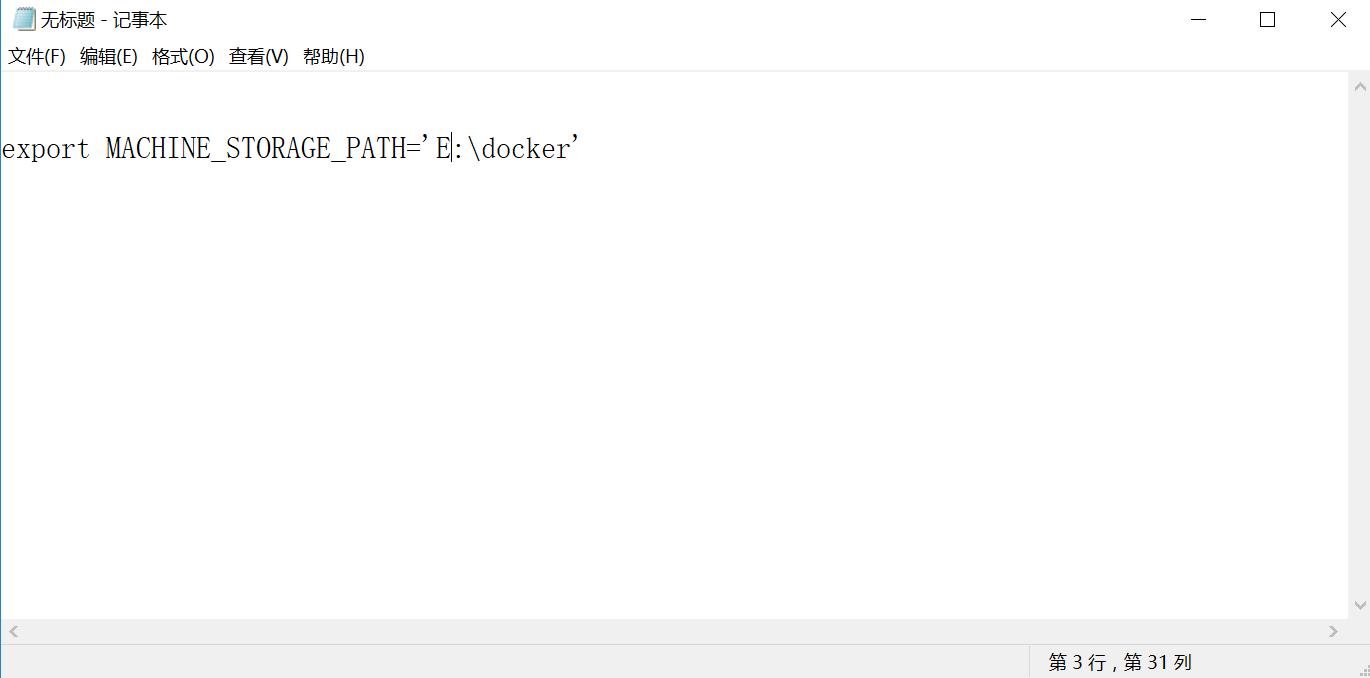 无标题 - 记事本
文件(F) 编辑(E) 格式(O) 查看(V) 帮助(H)
export MACHINE_STORAGE_PATH='E:\docker'
第 3 行，第 31 列